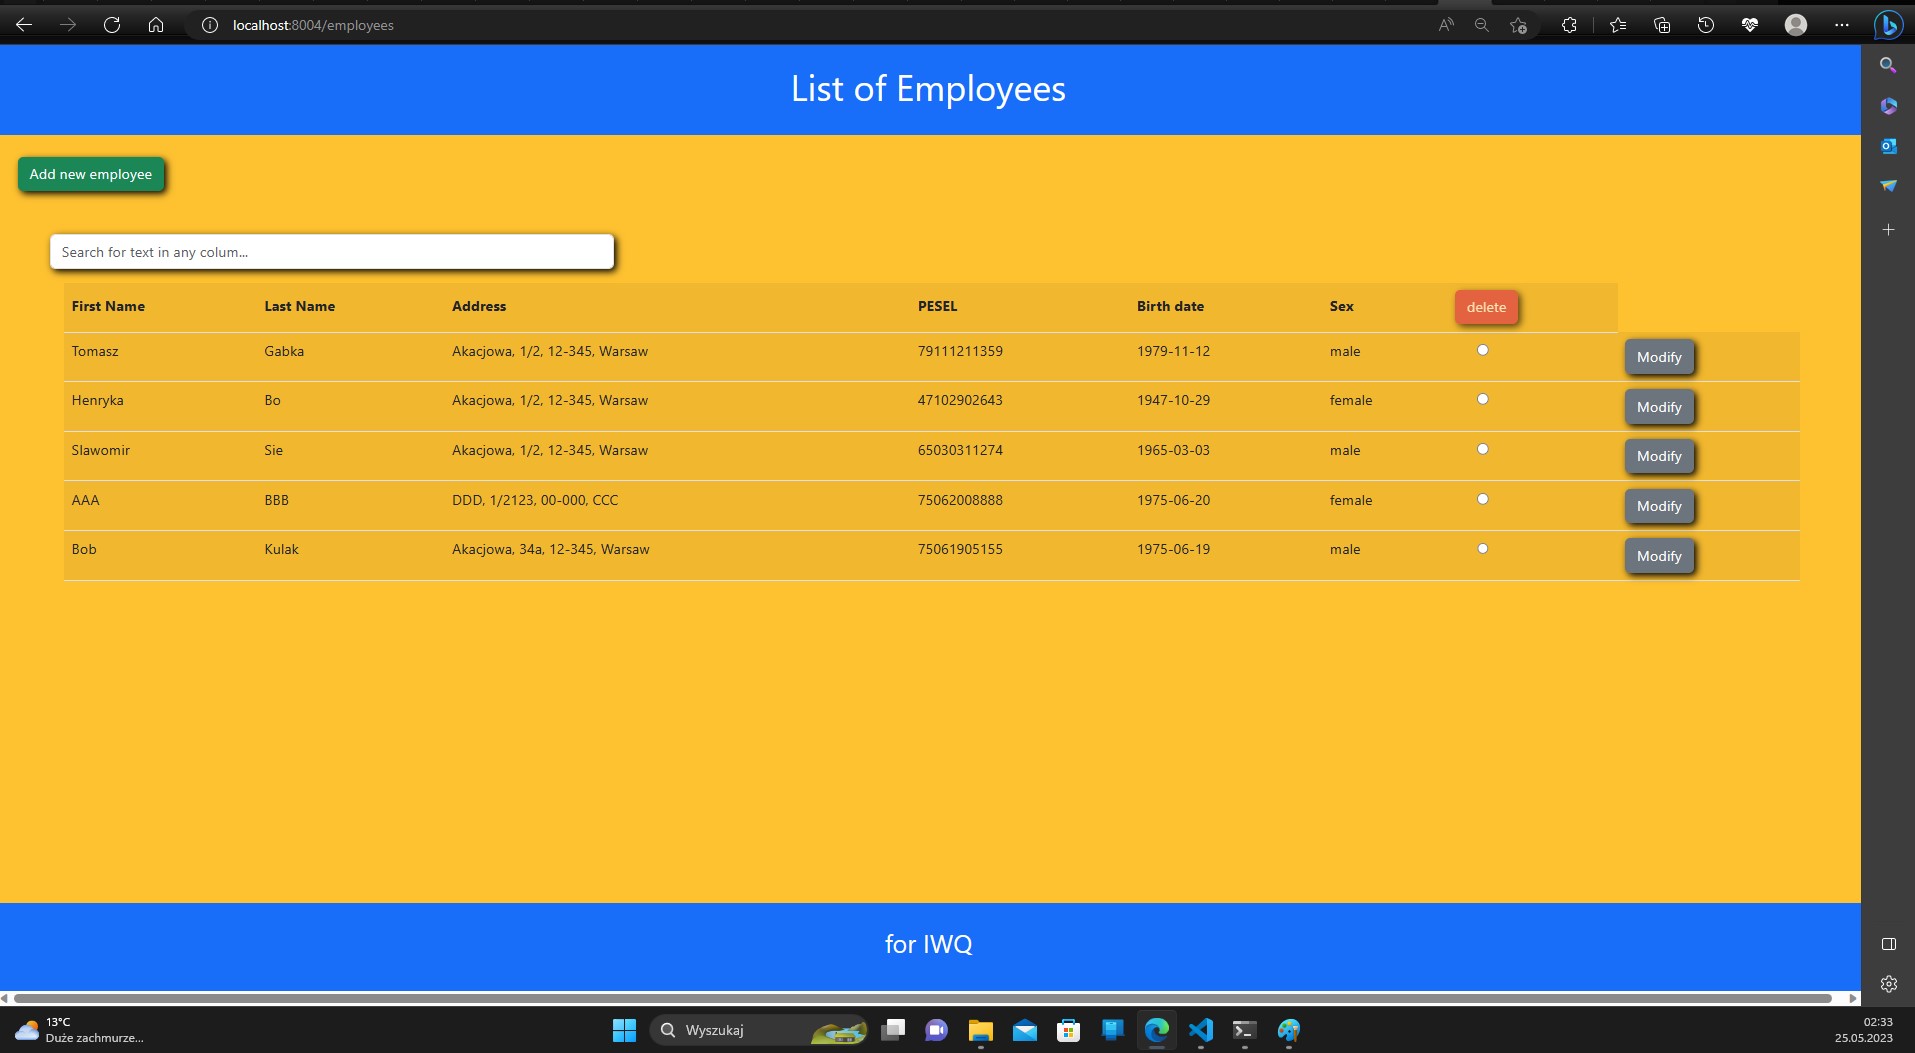 localhost:8004/employees
List of Employees
Add new employee
Search for text in any colum...
First Name Last Name Address PESEL Birth date Sex delete
Tomasz Gabka Akacjowa, 1/2, 12-345, Warsaw 79111211359 1979-11-12 male Modify
Henryka Bo Akacjowa, 1/2, 12-345, Warsaw 47102902643 1947-10-29 female Modify
Slawomir Sie Akacjowa, 1/2, 12-345, Warsaw 65030311274 1965-03-03 male Modify
AAA BBB DDD, 1/2123, 00-000, CCC 75062008888 1975-06-20 female Modify
Bob Kulak Akacjowa, 34a, 12-345, Warsaw 75061905155 1975-06-19 male Modify
for IWQ
13°C
Duże zachmurze...
Wyszukaj
02:33
25.05.2023